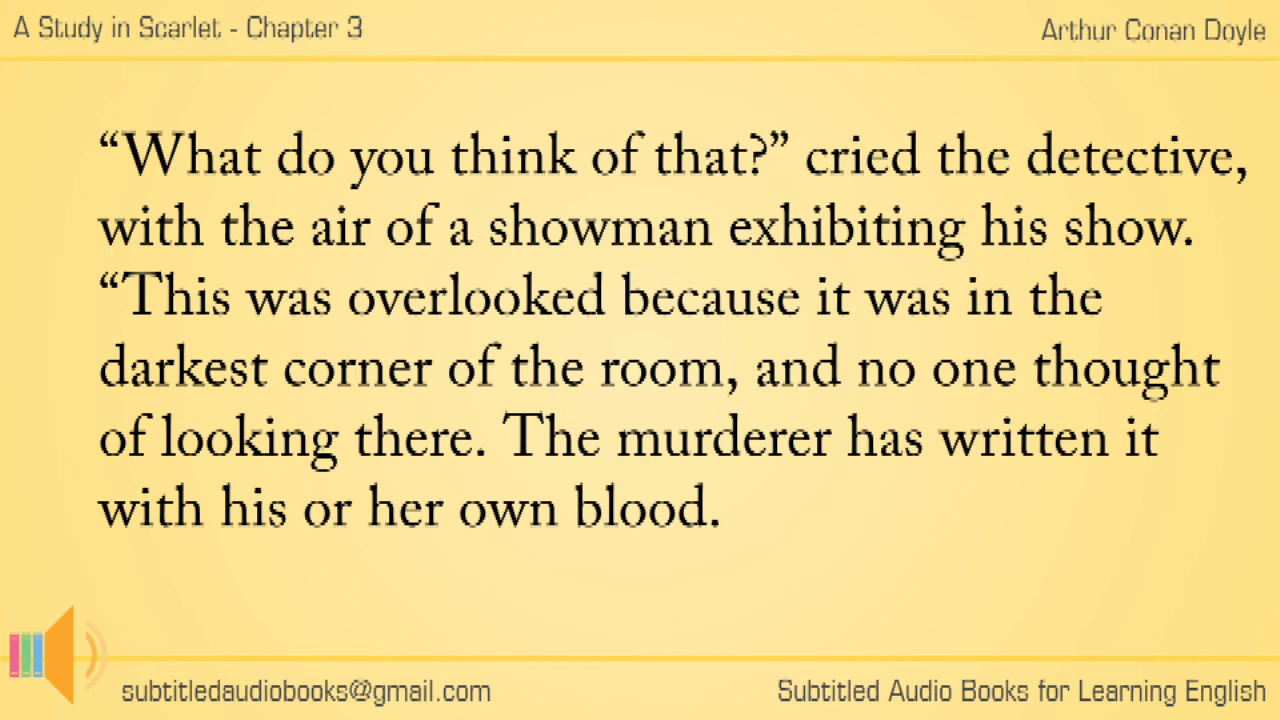 A Study in Scarlet - Chapter 3
Arthur Conan Doyle
“What do you think of that?” cried the detective,
with the air of a showman exhibiting his show.
“This was overlooked because it was in the
darkest corner of the room, and no one thought
of looking there. The murderer has written it
with his or her own blood.
subtitledaudiobooks@gmail.com
Subtitled Audio Books for Learning English